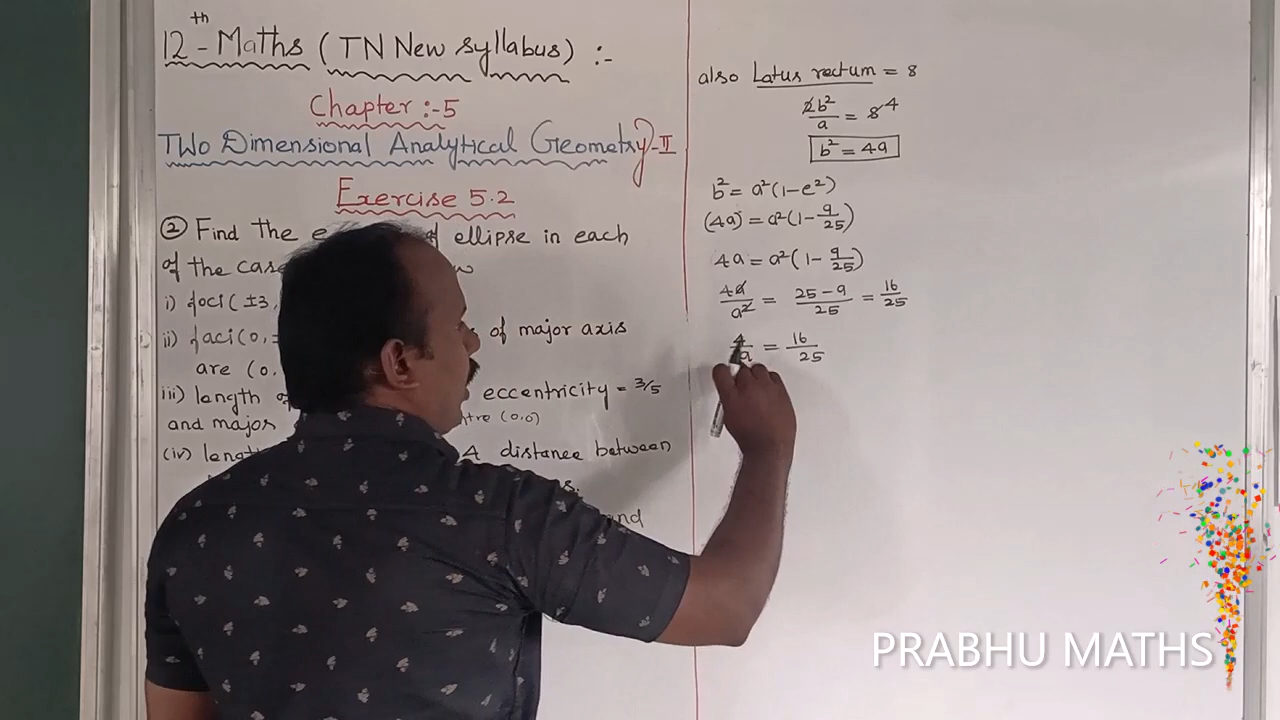 12th - Maths (TN New syllabus) :-
Chapter :-5
Two Dimensional Analytical Geometry-II
Exercise 5.2
② Find the of ellipse in each
of the
i) foci (±3,
ii) foci (0, of major axis
are (0,
iii) length eccentricity = 3/5
and major (0,0)
(iv) 4 distance between
and
also Latus rectum = 8
2b²/a = 8 4
b² = 4a
b² = a²(1-e²)
(4a) = a²(1-9/25)
4a = a²(1-9/25)
4a/a² = 25-9/25 = 16/25
4/a = 16/25
PRABHU MATHS